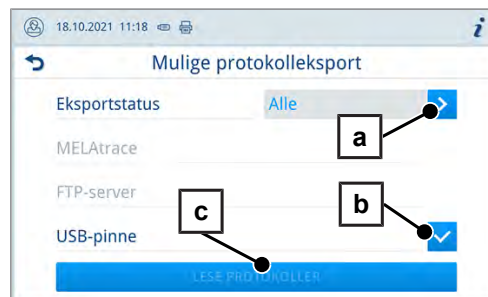 18.10.2021 11:18
i
Mulige protokolleksport
Eksportstatus Alle
a
MELAtrace
FTP-server
c
b
USB-pinne
LESE PROTOKOLLER